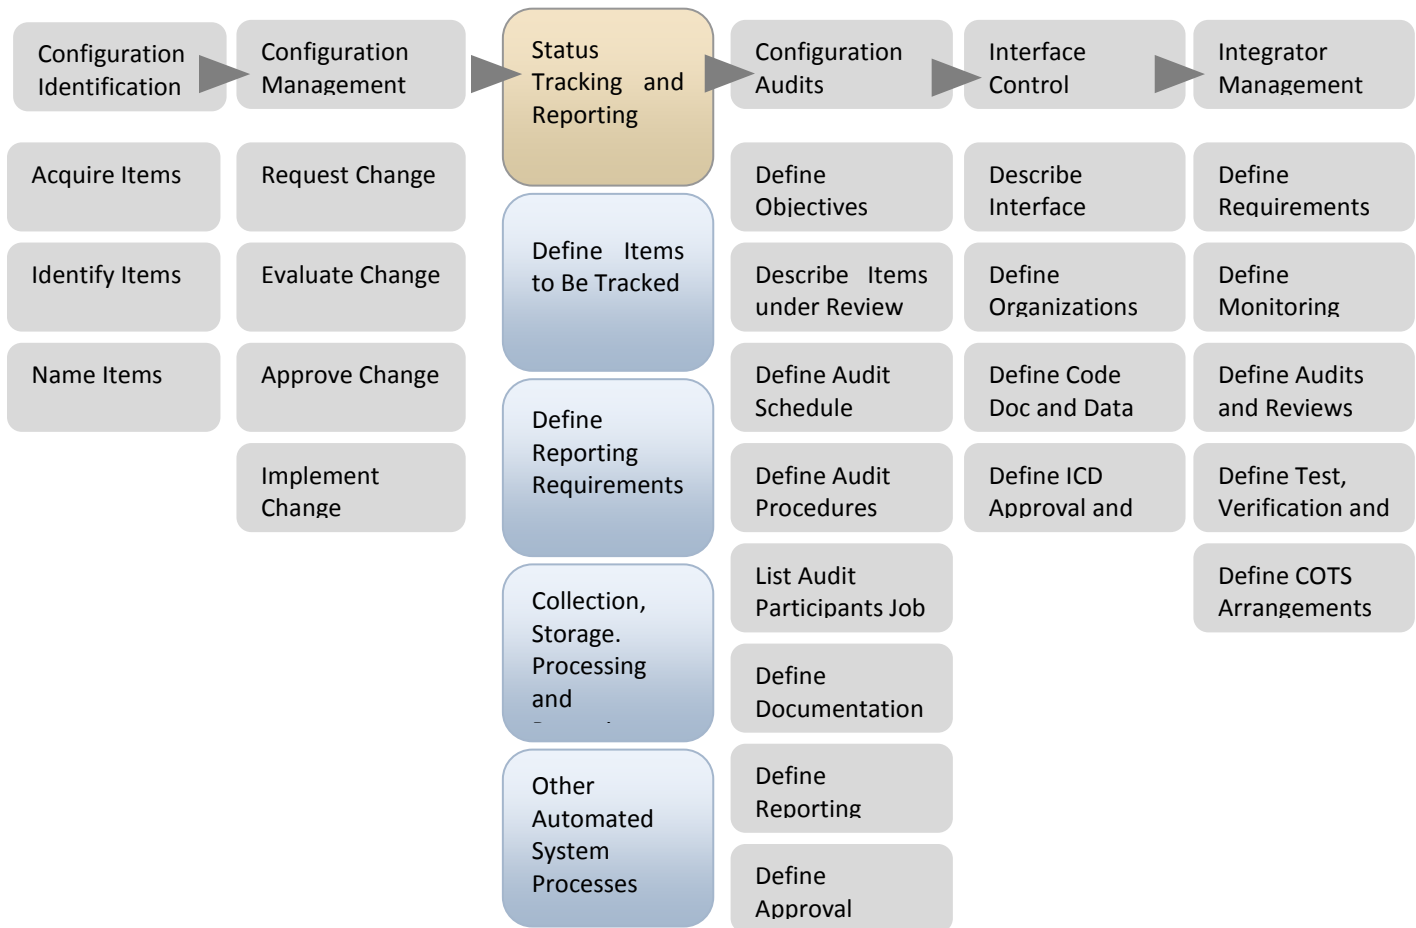 Configuration
Identification
Configuration
Management
Status
Tracking and
Reporting
Configuration
Audits
Interface
Control
Integrator
Management
Acquire Items
Identify Items
Name Items
Request Change
Evaluate Change
Approve Change
Implement
Change
Define Items
to Be Tracked
Define
Reporting
Requirements
Collection,
Storage.
Processing
and
Other
Automated
System
Processes
Define
Objectives
Describe Items
under Review
Define Audit
Schedule
Define Audit
Procedures
List Audit
Participants Job
Define
Documentation
Define
Reporting
Define
Approval
Describe
Interface
Define
Organizations
Define Code
Doc and Data
Define ICD
Approval and
Define
Requirements
Define
Monitoring
Define Audits
and Reviews
Define Test,
Verification and
Define COTS
Arrangements